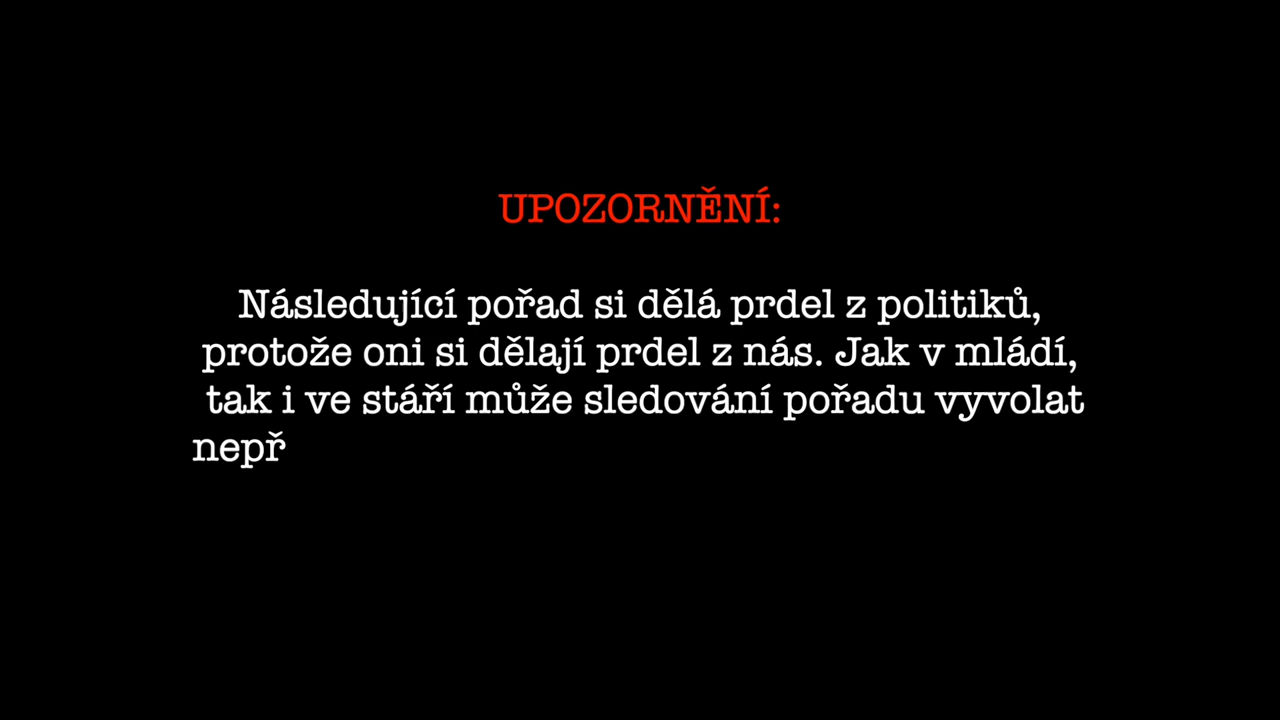 UPOZORNĚNÍ:
Následující pořad si dělá prdel z politiků,
protože oni si dělají prdel z nás. Jak v mládí,
tak i ve stáří může sledování pořadu vyvolat
nepř